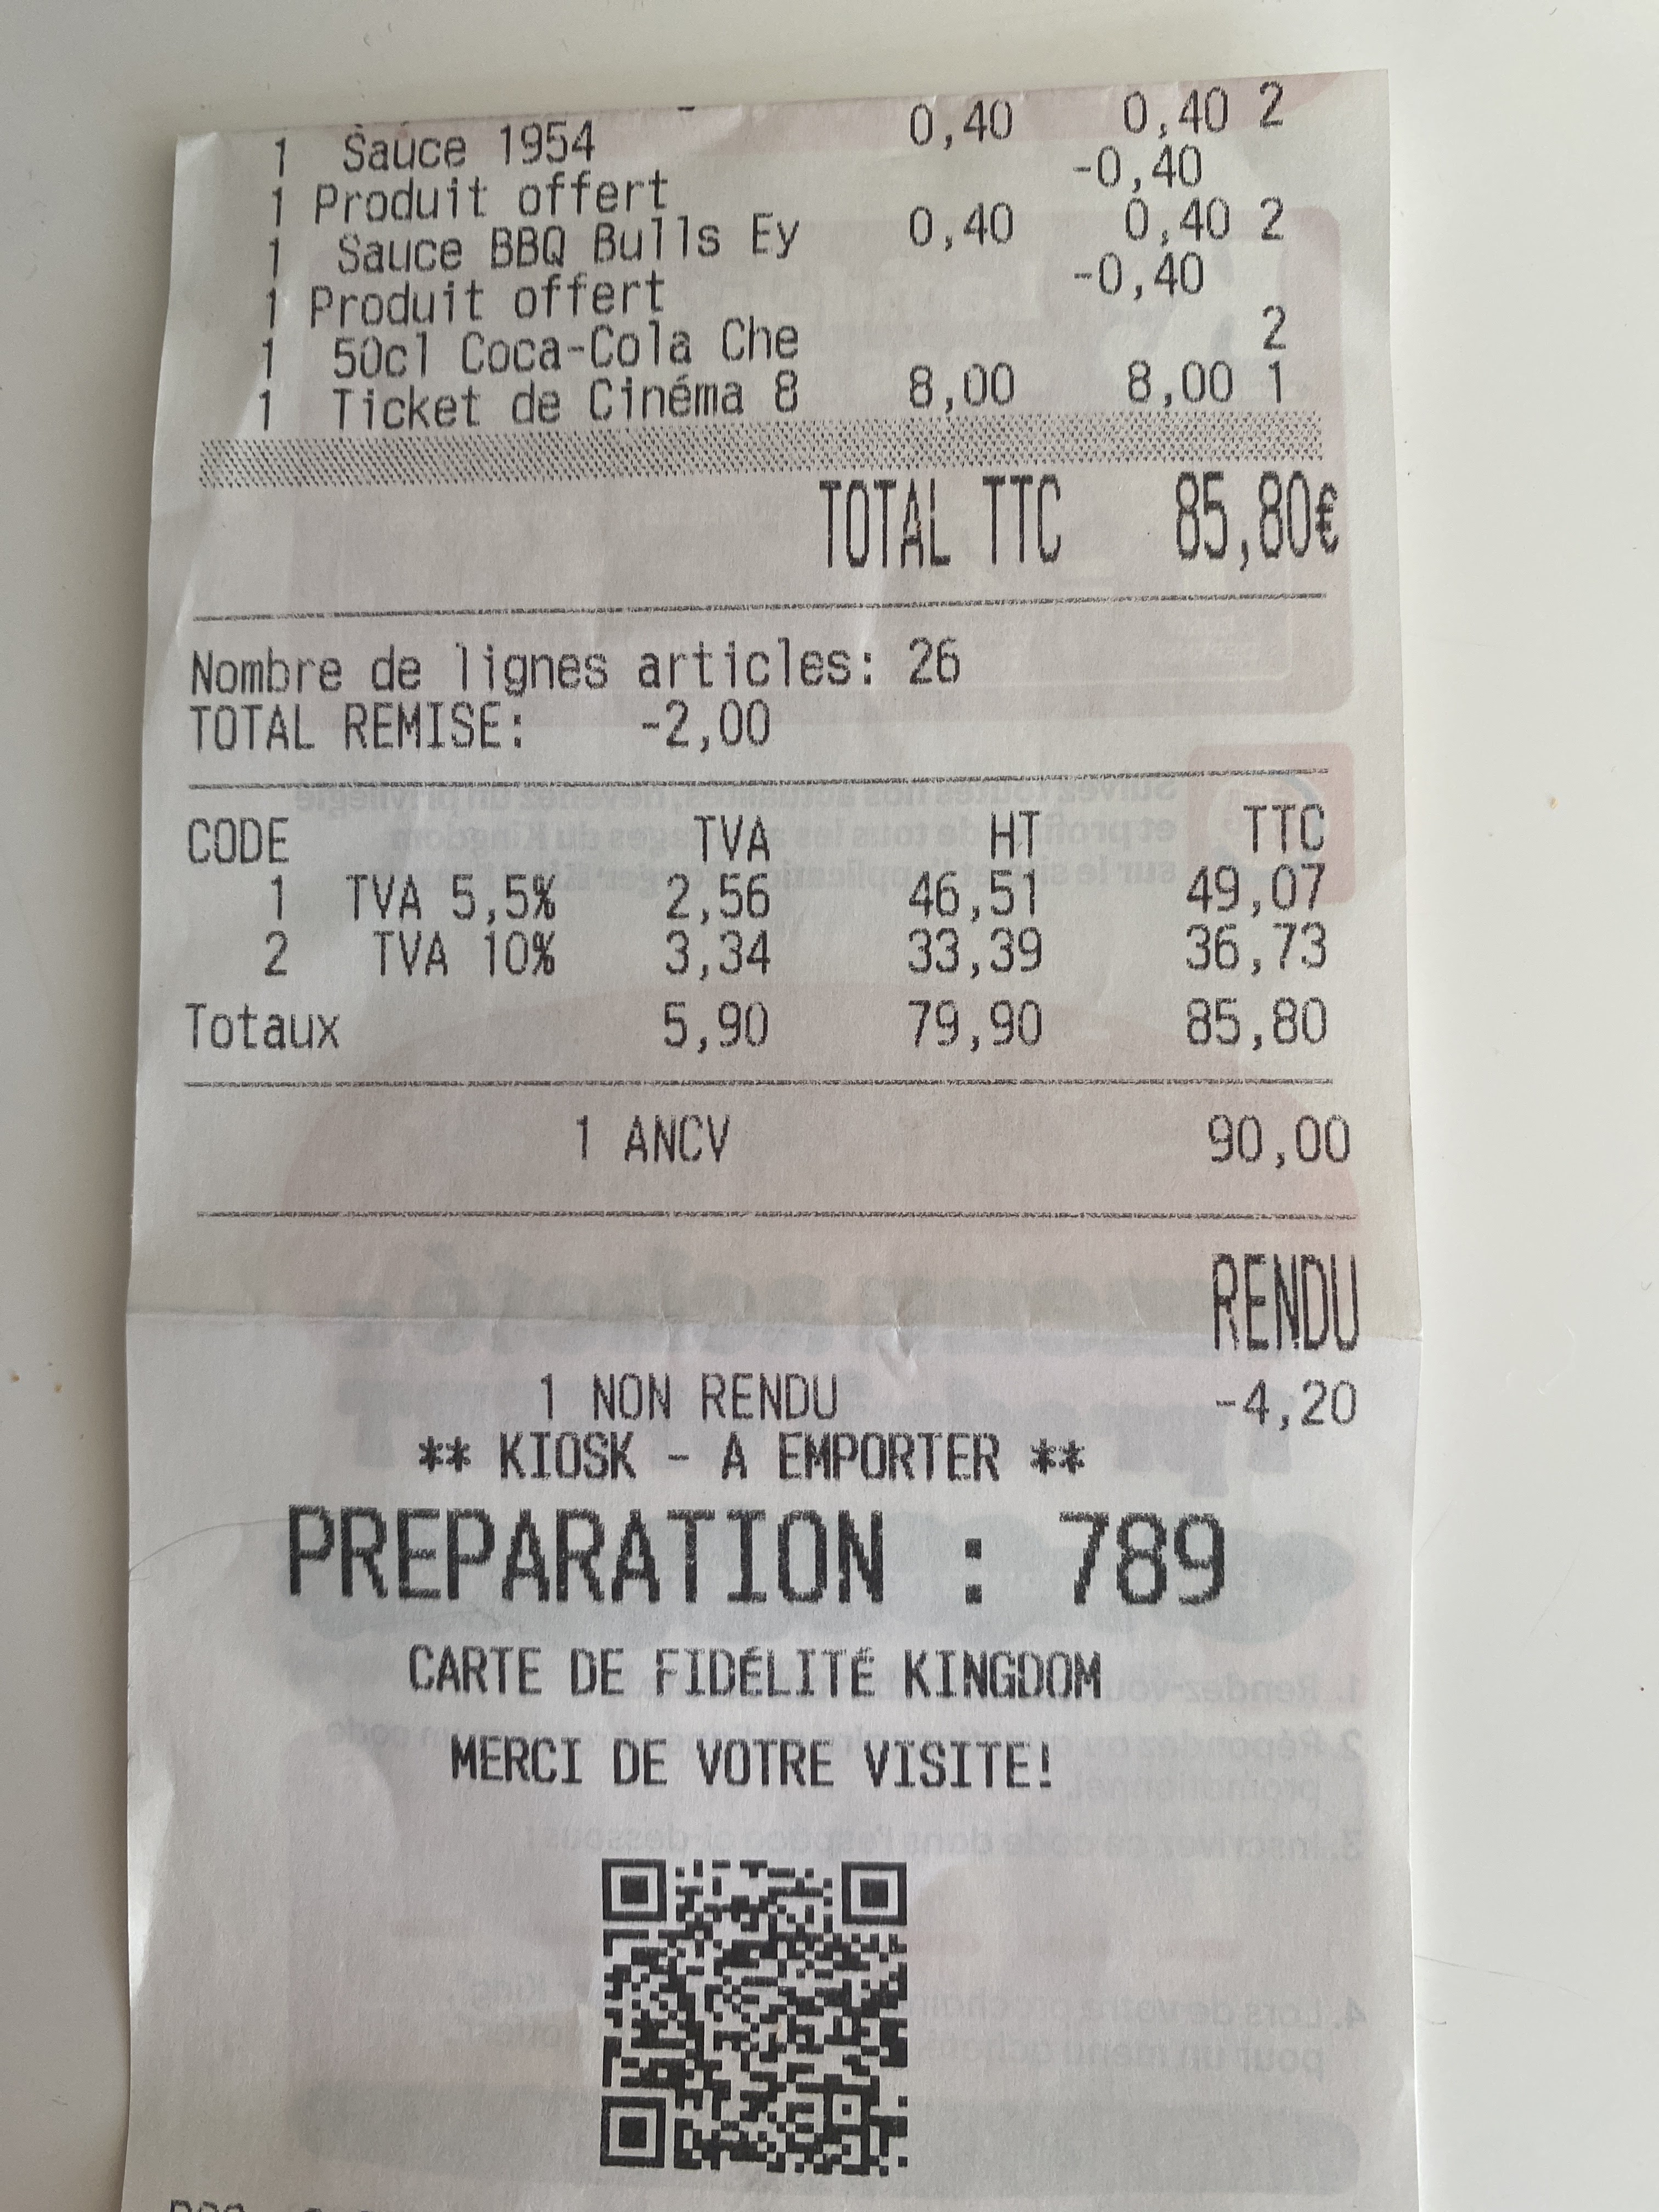 1 Sauce 1954 0,40 0,40 2
1 Produit offert -0,40
1 Sauce BBQ Bulls Ey 0,40 0,40 2
1 Produit offert -0,40
1 50cl Coca-Cola Che 2
1 Ticket de Cinéma 8 8,00 8,00 1
TOTAL TTC 85,80€
Nombre de lignes articles: 26
TOTAL REMISE: -2,00
CODE TVA HT TTC
1 TVA 5,5% 2,56 46,51 49,07
2 TVA 10% 3,34 33,39 36,73
Totaux 5,90 79,90 85,80
1 ANCV 90,00
RENDU
1 NON RENDU -4,20
** KIOSK - A EMPORTER **
PREPARATION : 789
CARTE DE FIDÉLITÉ KINGDOM
MERCI DE VOTRE VISITE!